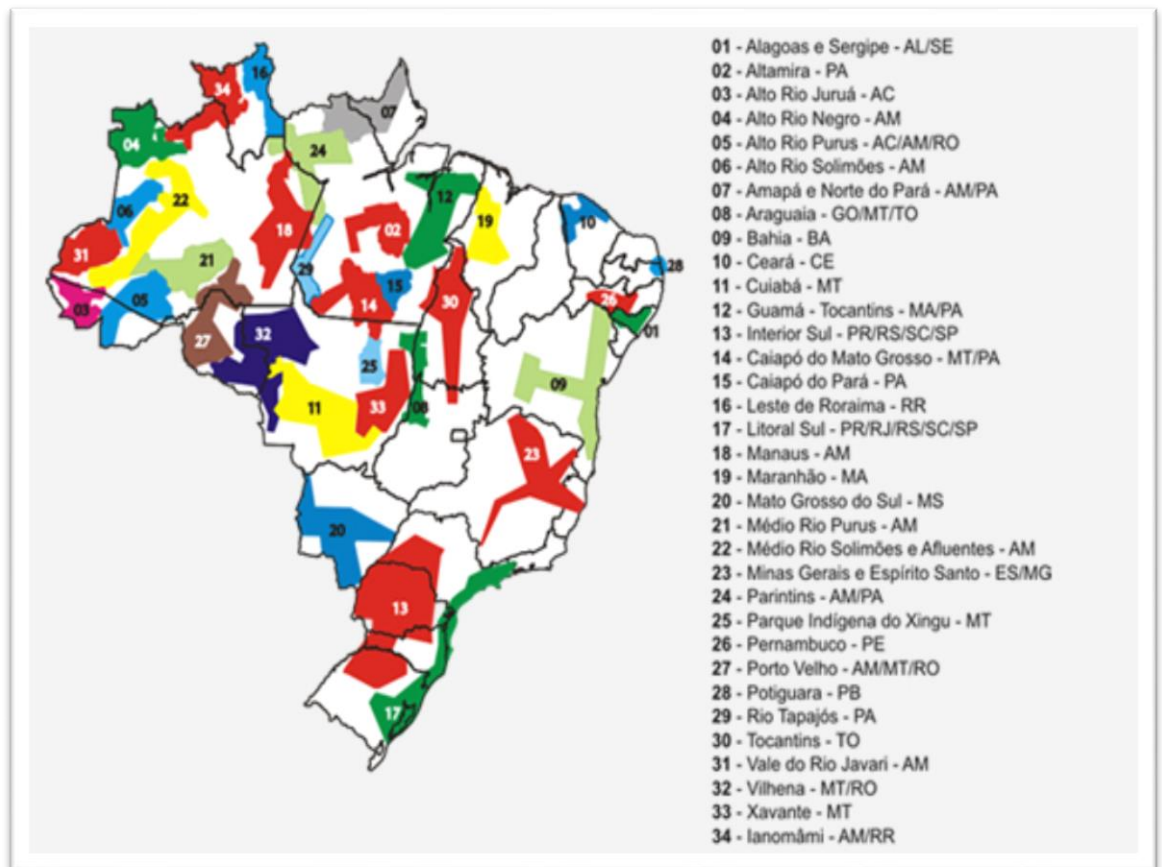 01 - Alagoas e Sergipe - AL/SE
02 - Altamira - PA
03 - Alto Rio Juruá - AC
04 - Alto Rio Negro - AM
05 - Alto Rio Purus - AC/AM/RO
06 - Alto Rio Solimões - AM
07 - Amapá e Norte do Pará - AM/PA
08 - Araguaia - GO/MT/TO
09 - Bahia - BA
10 - Ceará - CE
11 - Cuiabá - MT
12 - Guamá - Tocantins - MA/PA
13 - Interior Sul - PR/RS/SC/SP
14 - Caiapó do Mato Grosso - MT/PA
15 - Caiapó do Pará - PA
16 - Leste de Roraima - RR
17 - Litoral Sul - PR/RJ/RS/SC/SP
18 - Manaus - AM
19 - Maranhão - MA
20 - Mato Grosso do Sul - MS
21 - Médio Rio Purus - AM
22 - Médio Rio Solimões e Afluentes - AM
23 - Minas Gerais e Espírito Santo - ES/MG
24 - Parintins - AM/PA
25 - Parque Indígena do Xingu - MT
26 - Pernambuco - PE
27 - Porto Velho - AM/MT/RO
28 - Potiguara - PB
29 - Rio Tapajós - PA
30 - Tocantins - TO
31 - Vale do Rio Javari - AM
32 - Vilhena - MT/RO
33 - Xavante - MT
34 - Ianomâmi - AM/RR
16
34
07
04
24
12
22
06
19
10
18
02
31
21
29
28
15
05
14
30
26
03
01
27
32
25
09
11
33
08
23
20
13
17